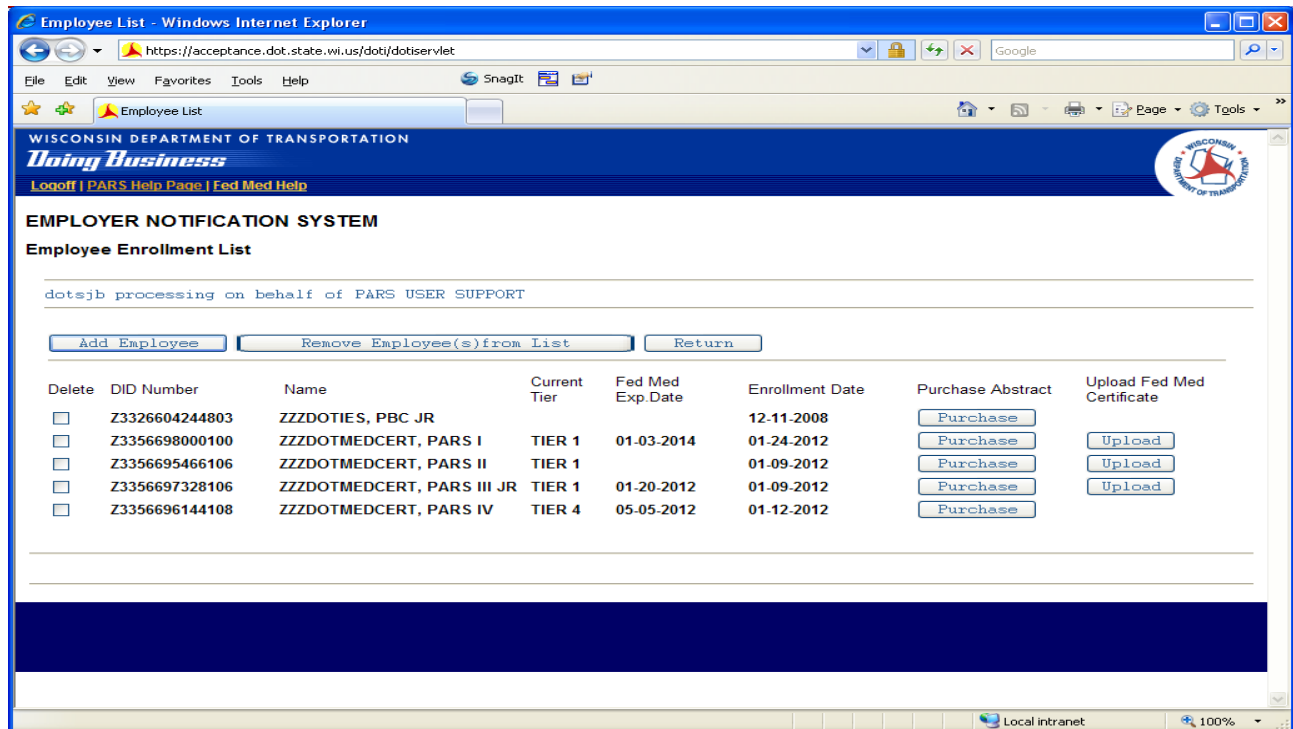 Employee List - Windows Internet Explorer
https://acceptance.dot.state.wi.us/doti/dotiservlet
Google
File Edit View Favorites Tools Help
SnagIt
Employee List
Page
Tools
WISCONSIN DEPARTMENT OF TRANSPORTATION
Doing Business
Logoff | PARS Help Page | Fed Med Help
WISCONSIN DEPARTMENT OF TRANSPORTATION
EMPLOYER NOTIFICATION SYSTEM
Employee Enrollment List
dotsjb processing on behalf of PARS USER SUPPORT
Add Employee Remove Employee(s)from List Return
Delete DID Number Name Current Tier Fed Med Exp.Date Enrollment Date Purchase Abstract Upload Fed Med Certificate
Z3326604244803 ZZZDOTIES, PBC JR 12-11-2008 Purchase
Z3356698000100 ZZZDOTMEDCERT, PARS I TIER 1 01-03-2014 01-24-2012 Purchase Upload
Z3356695466106 ZZZDOTMEDCERT, PARS II TIER 1 01-09-2012 Purchase Upload
Z3356697328106 ZZZDOTMEDCERT, PARS III JR TIER 1 01-20-2012 01-09-2012 Purchase Upload
Z3356696144108 ZZZDOTMEDCERT, PARS IV TIER 4 05-05-2012 01-12-2012 Purchase
Local intranet 100%